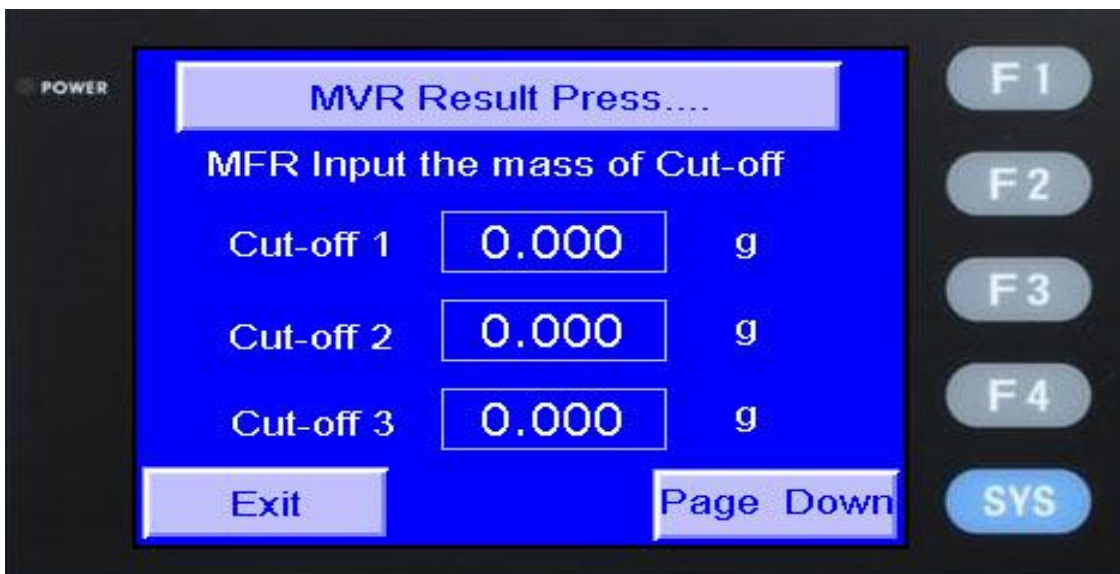 POWER
MVR Result Press....
MFR Input the mass of Cut-off
Cut-off 1 0.000 g
Cut-off 2 0.000 g
Cut-off 3 0.000 g
Exit
Page Down
F1
F2
F3
F4
SYS